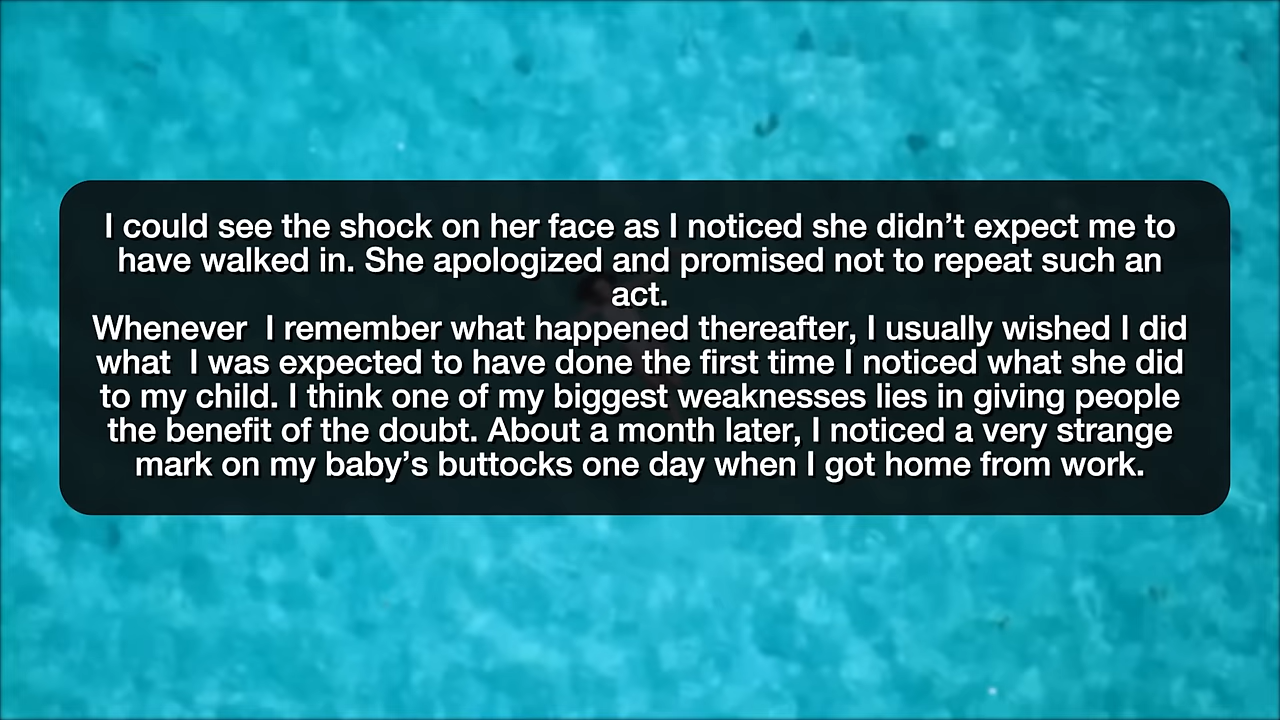 I could see the shock on her face as I noticed she didn’t expect me to
have walked in. She apologized and promised not to repeat such an
act.
Whenever  I remember what happened thereafter, I usually wished I did
what  I was expected to have done the first time I noticed what she did
to my child. I think one of my biggest weaknesses lies in giving people
the benefit of the doubt. About a month later, I noticed a very strange
mark on my baby’s buttocks one day when I got home from work.